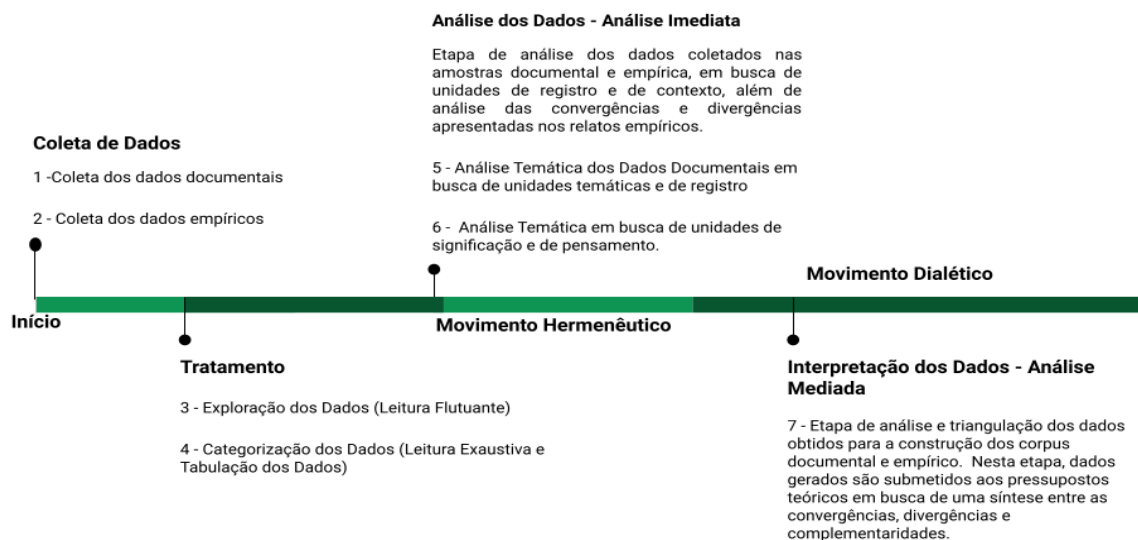 Análise dos Dados - Análise Imediata
Etapa de análise dos dados coletados nas
amostras documental e empírica, em busca de
unidades de registro e de contexto, além de
análise das convergências e divergências
apresentadas nos relatos empíricos.
5 - Análise Temática dos Dados Documentais em
busca de unidades temáticas e de registro
6 - Análise Temática em busca de unidades de
significação e de pensamento.
Coleta de Dados
1 -Coleta dos dados documentais
2 - Coleta dos dados empíricos
Movimento Dialético
Início
Movimento Hermenêutico
Tratamento
3 - Exploração dos Dados (Leitura Flutuante)
4 - Categorização dos Dados (Leitura Exaustiva e
Tabulação dos Dados)
Interpretação dos Dados - Análise
Mediada
7 - Etapa de análise e triangulação dos dados
obtidos para a construção dos corpus
documental e empírico. Nesta etapa, dados
gerados são submetidos aos pressupostos
teóricos em busca de uma síntese entre as
convergências, divergências e
complementaridades.